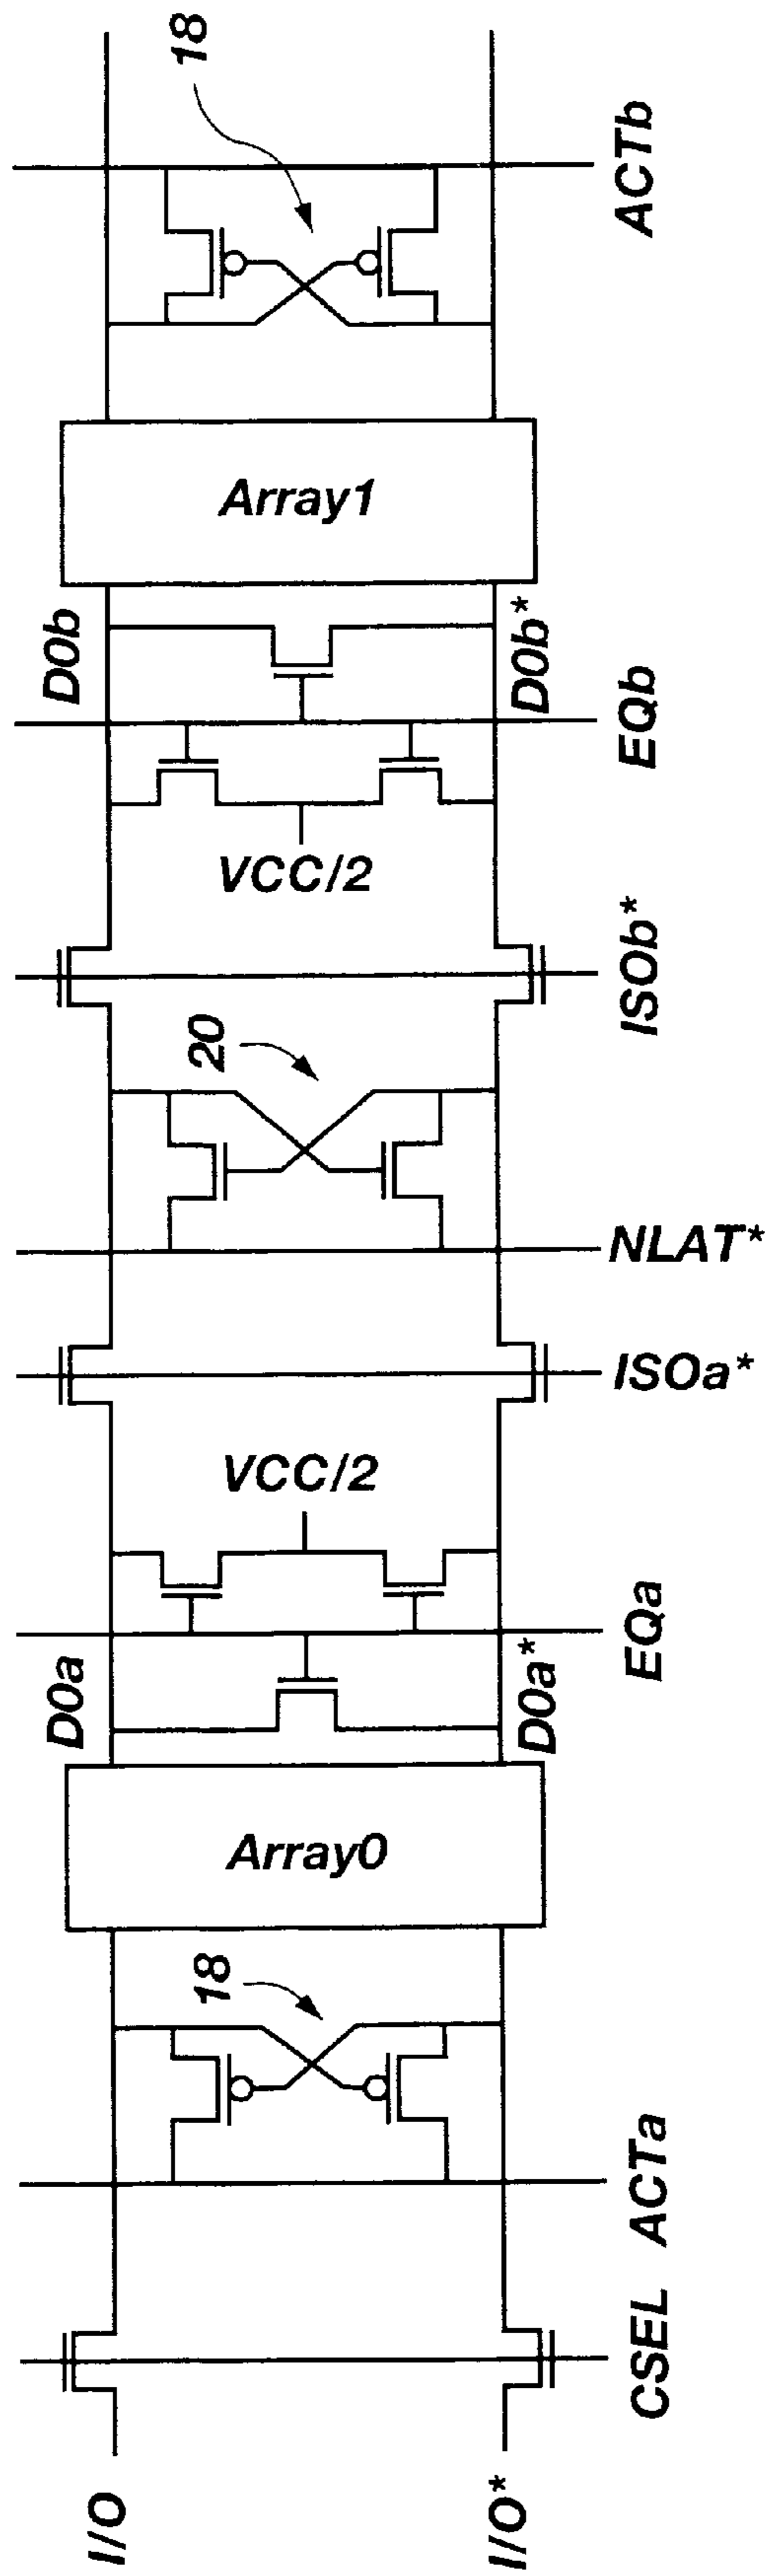 18
ACTb
Array1
D0b
D0b*
EQb
VCC/2
ISOb*
20
NLAT*
ISOa*
VCC/2
EQa
D0a
D0a*
Array0
18
ACTa
CSEL
I/O
I/O*